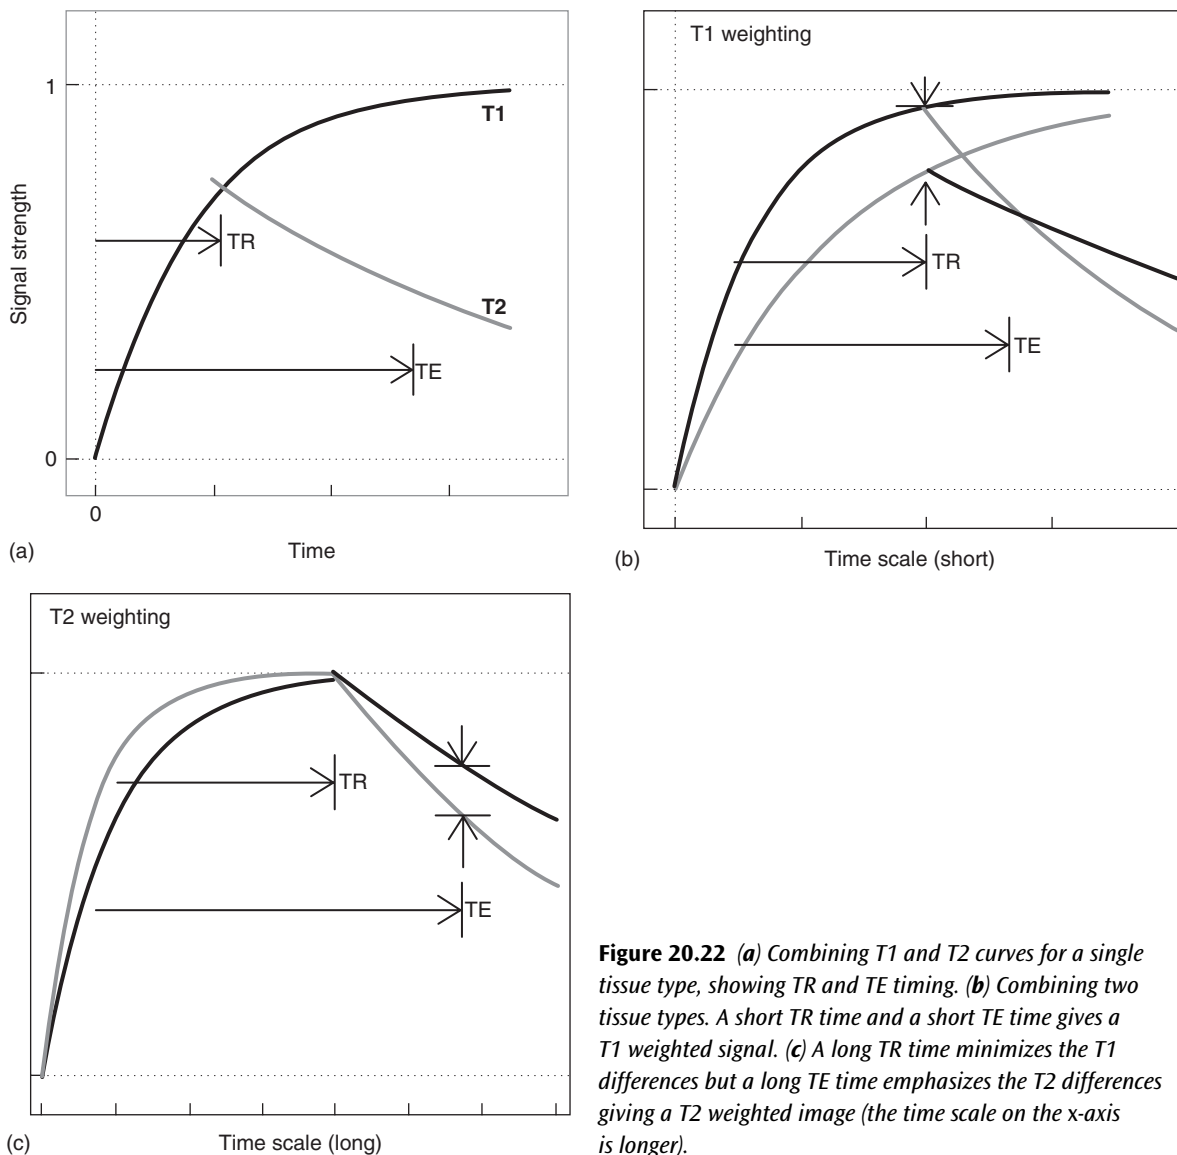 1
T1
Signal strength
TR
T2
TE
0
0
(a)
Time
T1 weighting
TR
TE
(b)
Time scale (short)
T2 weighting
TR
TE
(c)
Time scale (long)
Figure 20.22 (a) Combining T1 and T2 curves for a single
tissue type, showing TR and TE timing. (b) Combining two
tissue types. A short TR time and a short TE time gives a
T1 weighted signal. (c) A long TR time minimizes the T1
differences but a long TE time emphasizes the T2 differences
giving a T2 weighted image (the time scale on the x-axis
is longer).